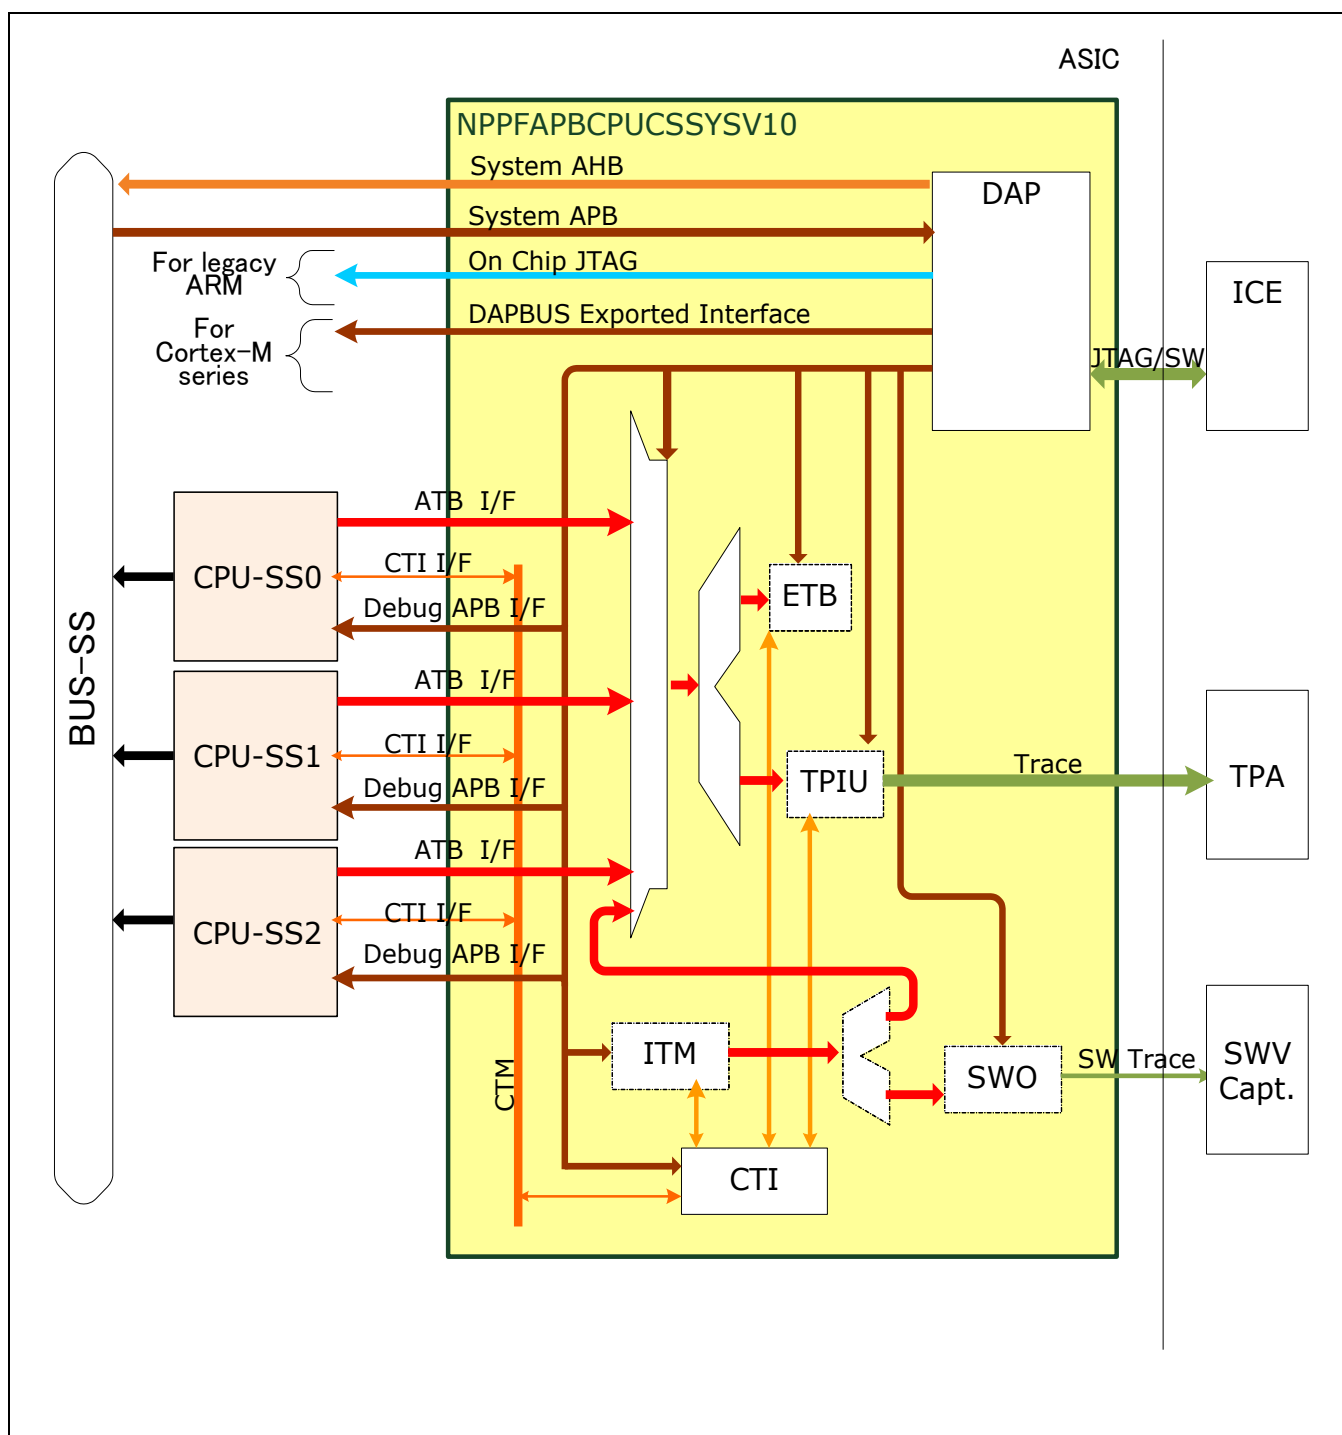 ASIC
NPPFAPBCPUCSSYSV10
System AHB
DAP
System APB
For legacy
ARM
On Chip JTAG
ICE
DAPBUS Exported Interface
For
Cortex-M
series
JTAG/SW
ATB I/F
CPU-SS0
CTI I/F
Debug APB I/F
ETB
BUS-SS
ATB I/F
CPU-SS1
CTI I/F
Debug APB I/F
TPIU
Trace
TPA
ATB I/F
CPU-SS2
CTI I/F
Debug APB I/F
CTM
ITM
SWO
SW Trace
SWV
Capt.
CTI